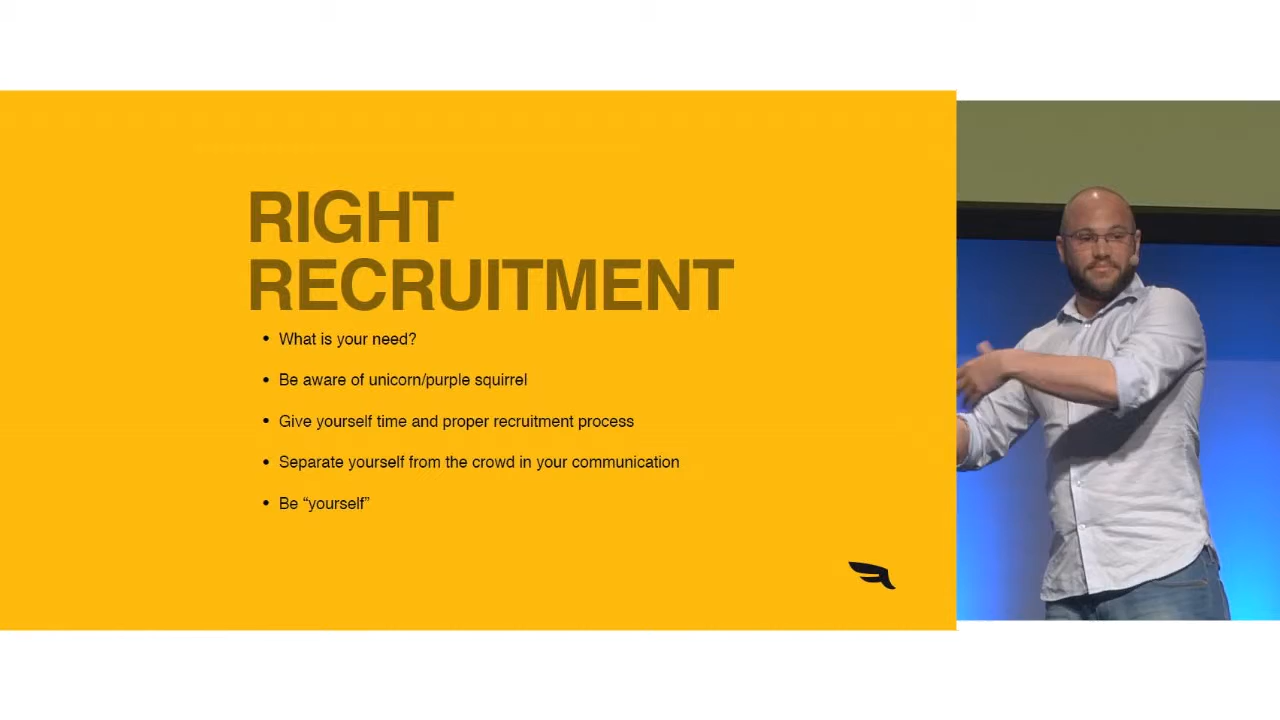 RIGHT
RECRUITMENT
• What is your need?
• Be aware of unicorn/purple squirrel
• Give yourself time and proper recruitment process
• Separate yourself from the crowd in your communication
• Be “yourself”